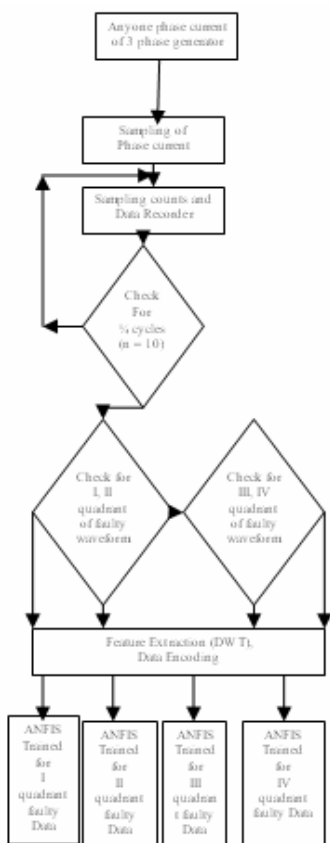 Anyone phase current
of 3 phase generator
Sampling of
Phase current
Sampling counts and
Data Recorder
Check
For
¼ cycles
(n = 10)
Check for
I, II
quadrant
of faulty
waveform
Check for
III, IV
quadrant
of faulty
waveform
Feature Extraction (DWT),
Data Encoding
ANFIS
Trained
for
I
quadrant
faulty
Data
ANFIS
Trained
for
II
quadrant
faulty Data
ANFIS
Trained
for
III
quadran
t faulty
Data
ANFIS
Trained
for
IV
quadrant
faulty Data